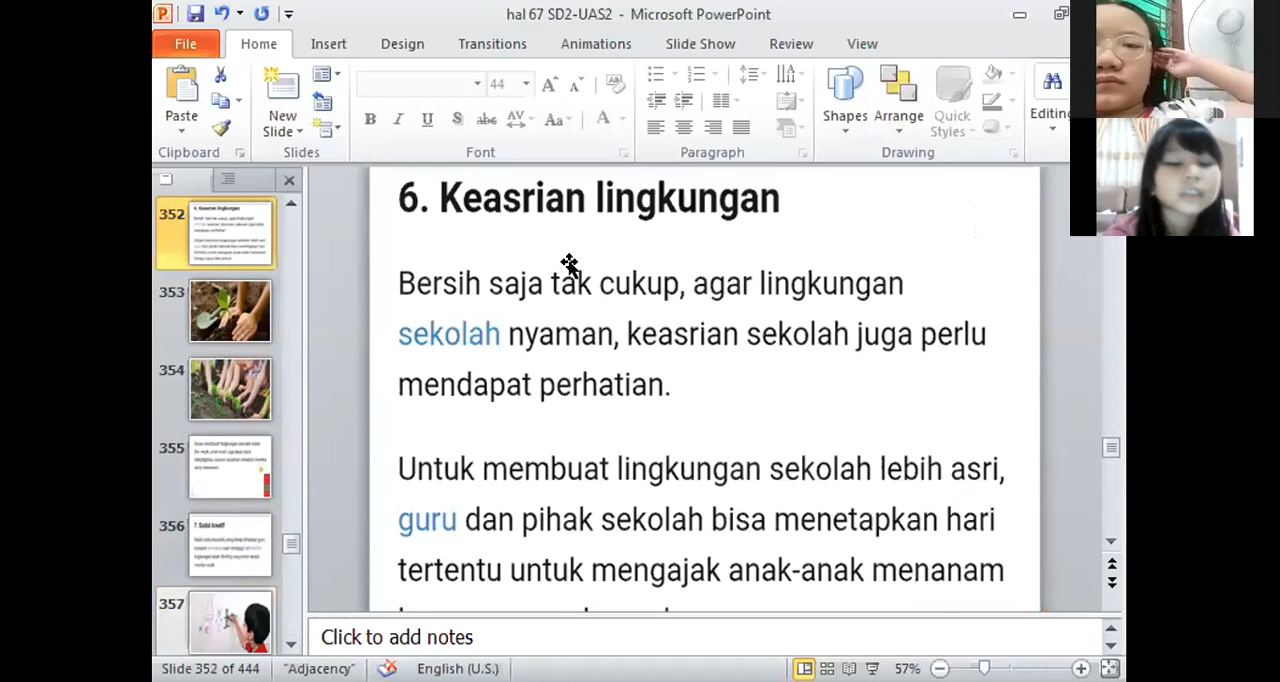 hal 67 SD2-UAS2 - Microsoft PowerPoint
File Home Insert Design Transitions Animations Slide Show Review View
44
Paste
New
Slide
Shapes
Arrange
Quick
Styles
Editing
Clipboard
Slides
Font
Paragraph
Drawing
352
6. Keasrian lingkungan
353
354
355
356
357
6. Keasrian lingkungan
Bersih saja tak cukup, agar lingkungan
sekolah nyaman, keasrian sekolah juga perlu
mendapat perhatian.
Untuk membuat lingkungan sekolah lebih asri,
guru dan pihak sekolah bisa menetapkan hari
tertentu untuk mengajak anak-anak menanam
Click to add notes
Slide 352 of 444 "Adjacency" English (U.S.) 57%